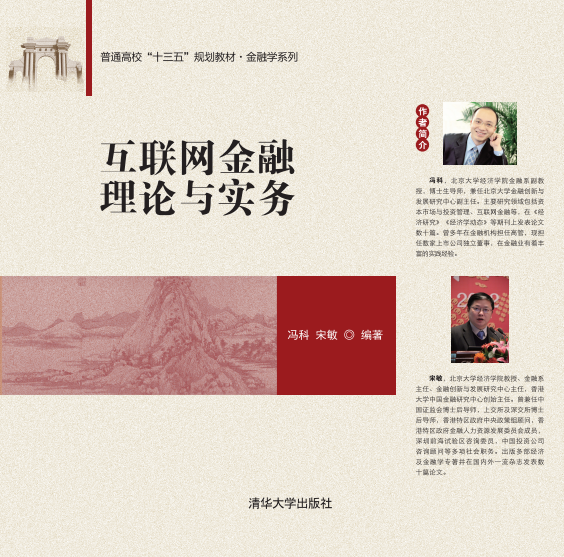 普通高校“十三五”规划教材·金融学系列
互联网金融
理论与实务
冯科 宋敏 ◎ 编著
清华大学出版社
作者简介
冯科，北京大学经济学院金融系副教
授、博士生导师，兼任北京大学金融创新与
发展研究中心副主任。主要研究领域包括资
本市场与投资管理、互联网金融等，在《经
济研究》《经济学动态》等期刊上发表论文
数十篇。曾多年在金融机构担任高管，现担
任数家上市公司独立董事，在金融业有着丰
富的实践经验。
宋敏，北京大学经济学院教授、金融系
主任、金融创新与发展研究中心主任，香港
大学中国金融研究中心创始主任。曾兼任中
国证监会博士后导师，上交所及深交所博士
后导师，香港特区政府中央政策组顾问，香
港特区政府金融人力资源发展委员会成员，
深圳前海试验区咨询委员，中国投资公司
咨询顾问等多项社会职务。出版多部经济
及金融学专著并在国内外一流杂志发表数
十篇论文。